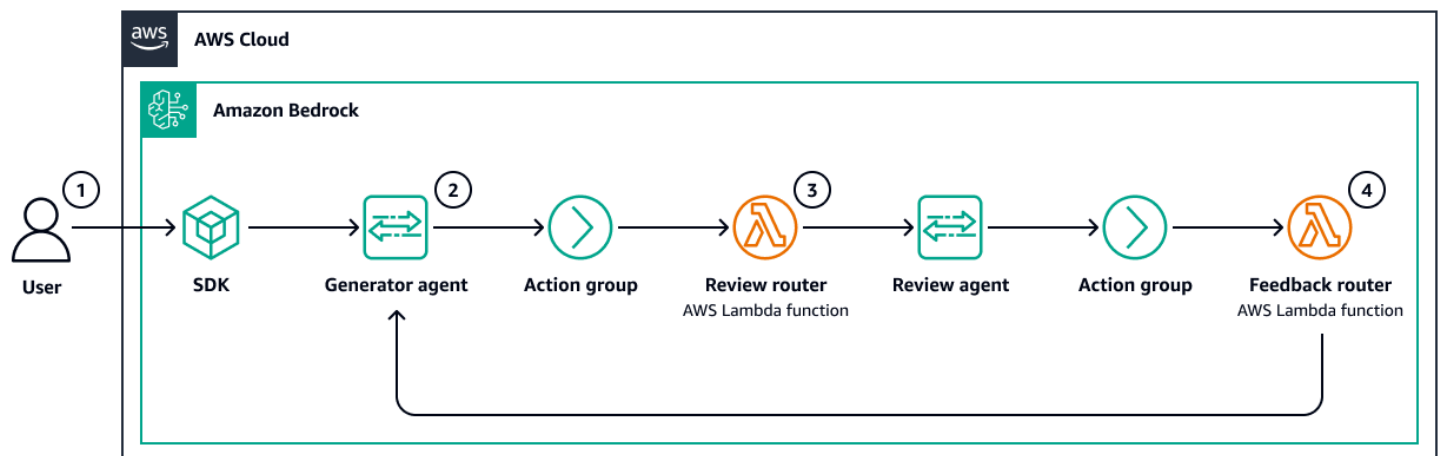 aws
AWS Cloud
Amazon Bedrock
1
2
3
4
User
SDK
Generator agent
Action group
Review router
AWS Lambda function
Review agent
Action group
Feedback router
AWS Lambda function